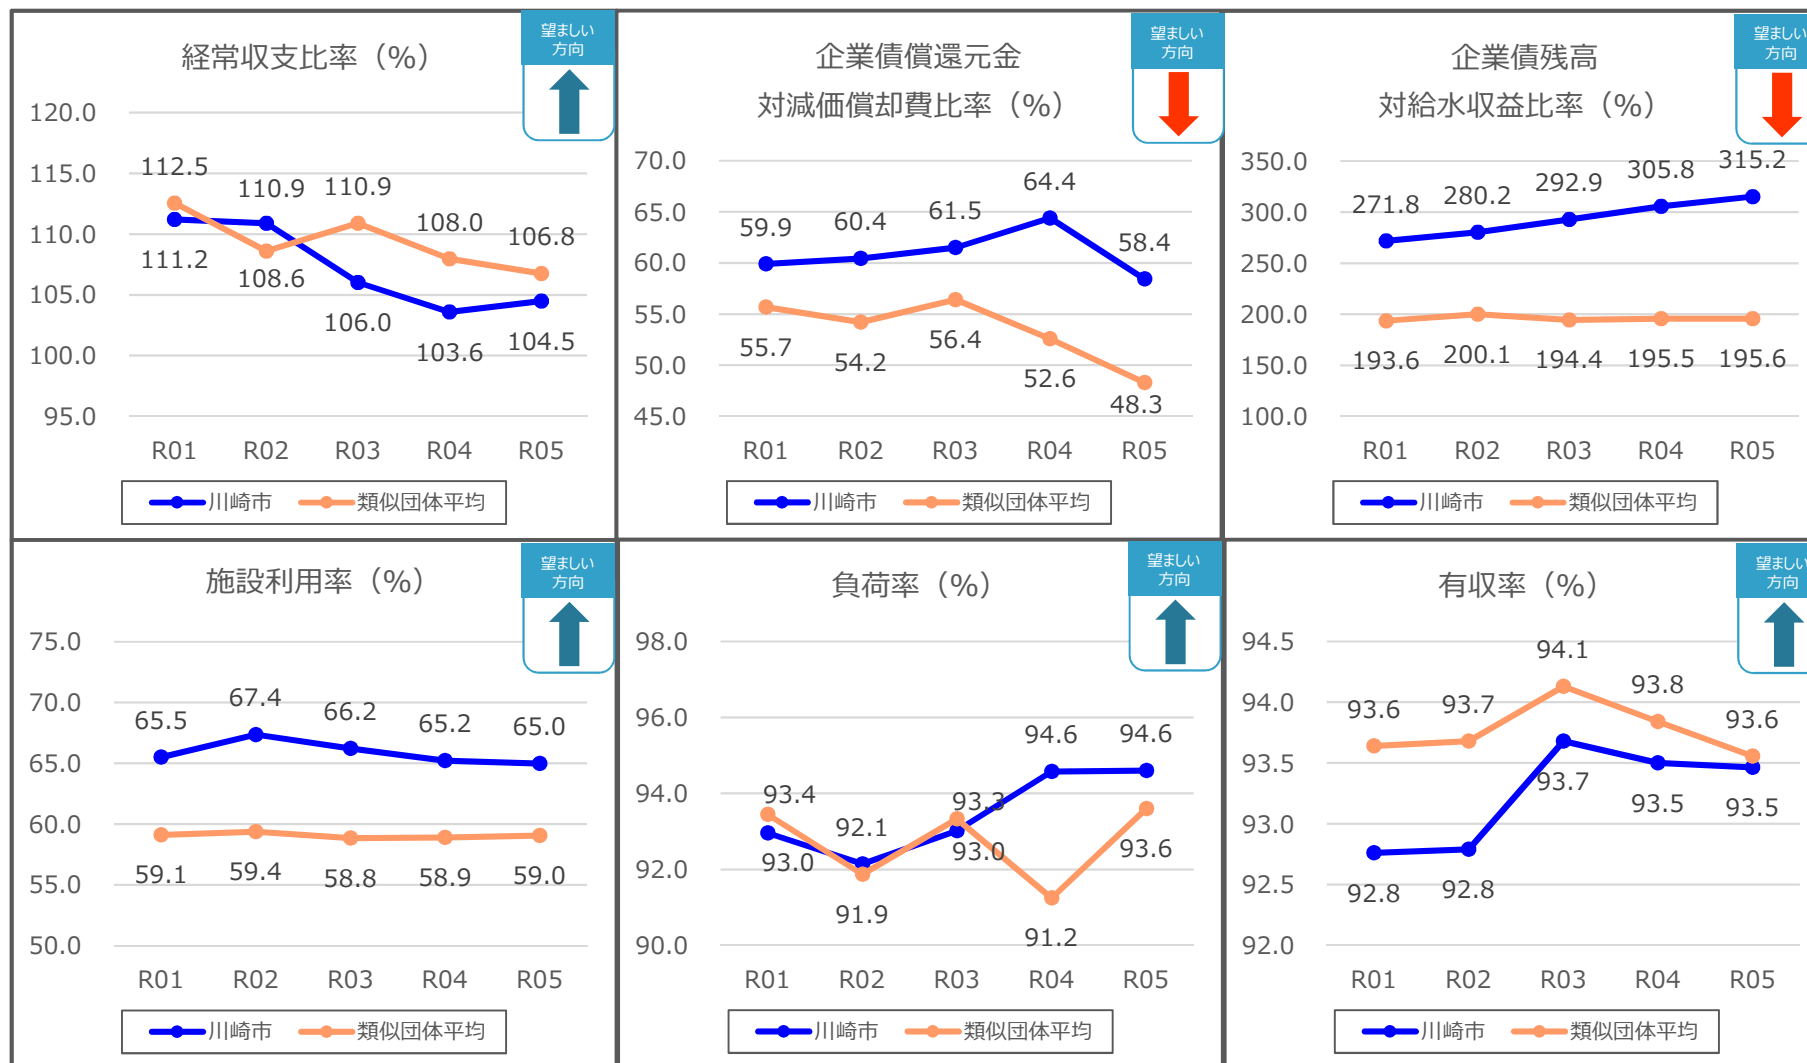 経常収支比率（%）
望ましい
方向
120.0
115.0
110.0
105.0
100.0
95.0
112.5
110.9
110.9
108.0
106.8
111.2
108.6
106.0
103.6
104.5
R01 R02 R03 R04 R05
川崎市 類似団体平均
企業債償還元金
対減価償却費比率（%）
望ましい
方向
70.0
65.0
60.0
55.0
50.0
45.0
59.9
60.4
61.5
64.4
58.4
55.7
54.2
56.4
52.6
48.3
R01 R02 R03 R04 R05
川崎市 類似団体平均
企業債残高
対給水収益比率（%）
望ましい
方向
350.0
300.0
250.0
200.0
150.0
100.0
271.8
280.2
292.9
305.8
315.2
193.6
200.1
194.4
195.5
195.6
R01 R02 R03 R04 R05
川崎市 類似団体平均
施設利用率（%）
望ましい
方向
75.0
70.0
65.0
60.0
55.0
50.0
65.5
67.4
66.2
65.2
65.0
59.1
59.4
58.8
58.9
59.0
R01 R02 R03 R04 R05
川崎市 類似団体平均
負荷率（%）
望ましい
方向
98.0
96.0
94.0
92.0
90.0
93.4
92.1
93.3
94.6
94.6
93.0
91.9
93.0
91.2
93.6
R01 R02 R03 R04 R05
川崎市 類似団体平均
有収率（%）
望ましい
方向
94.5
94.0
93.5
93.0
92.5
92.0
93.6
93.7
94.1
93.8
93.6
92.8
92.8
93.7
93.5
93.5
R01 R02 R03 R04 R05
川崎市 類似団体平均